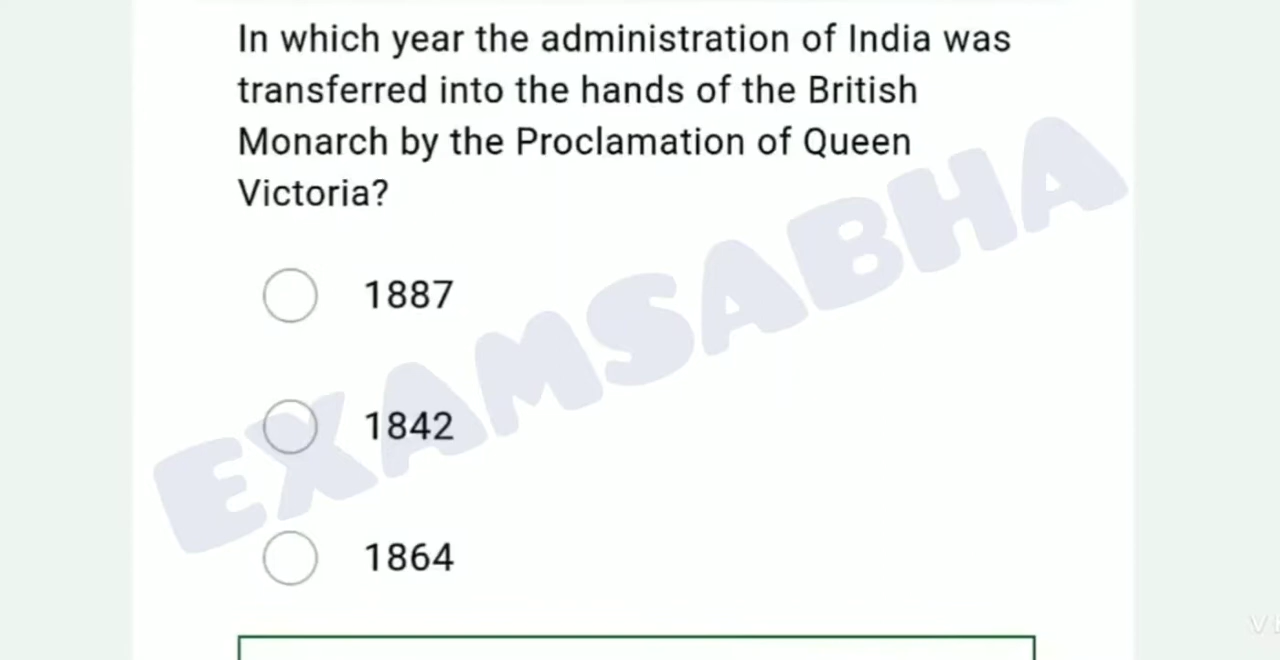 In which year the administration of India was
transferred into the hands of the British
Monarch by the Proclamation of Queen
Victoria?
1887
1842
1864
EXAMSABHA